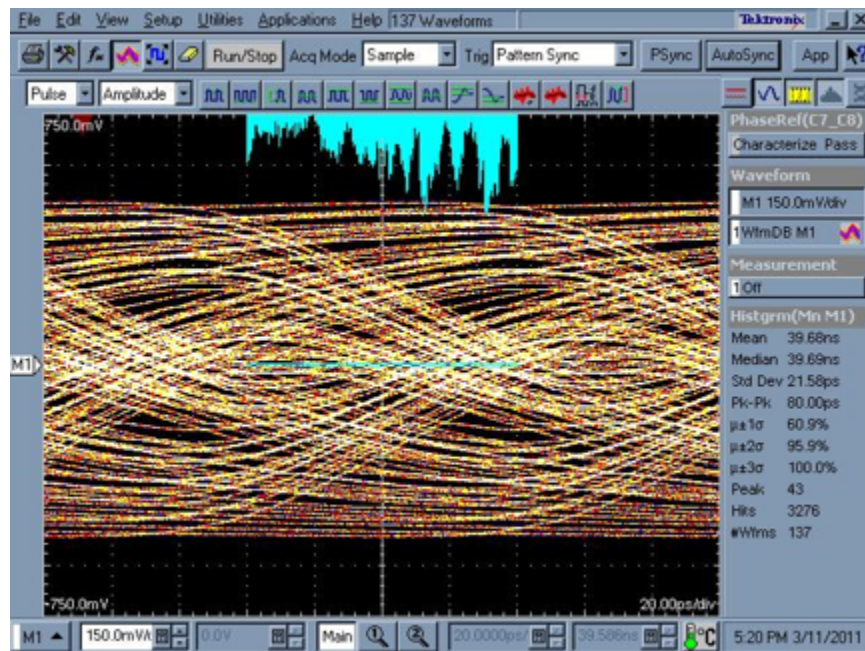 File Edit View Setup Utilities Applications Help 137 Waveforms Tektronix
Run/Stop Acq Mode Sample Trig Pattern Sync PSync AutoSync App
Pulse Amplitude
750.0mV
PhaseRef(C7_C8)
Characterize Pass
Waveform
M1 150.0mV/div
1 WfmDB M1
Measurement
1 Off
Histgrm(Mn M1)
Mean 39.68ns
Median 39.69ns
Std Dev 21.58ps
Pk-Pk 80.00ps
µ±1σ 60.9%
µ±2σ 95.9%
µ±3σ 100.0%
Peak 43
Hits 3276
#Wfms 137
M1
-750.0mV 20.00ps/div
M1 150.0mV/ 0.0V Main 1 2 20.0000ps/ 39.586ns °C 5:20 PM 3/11/2011